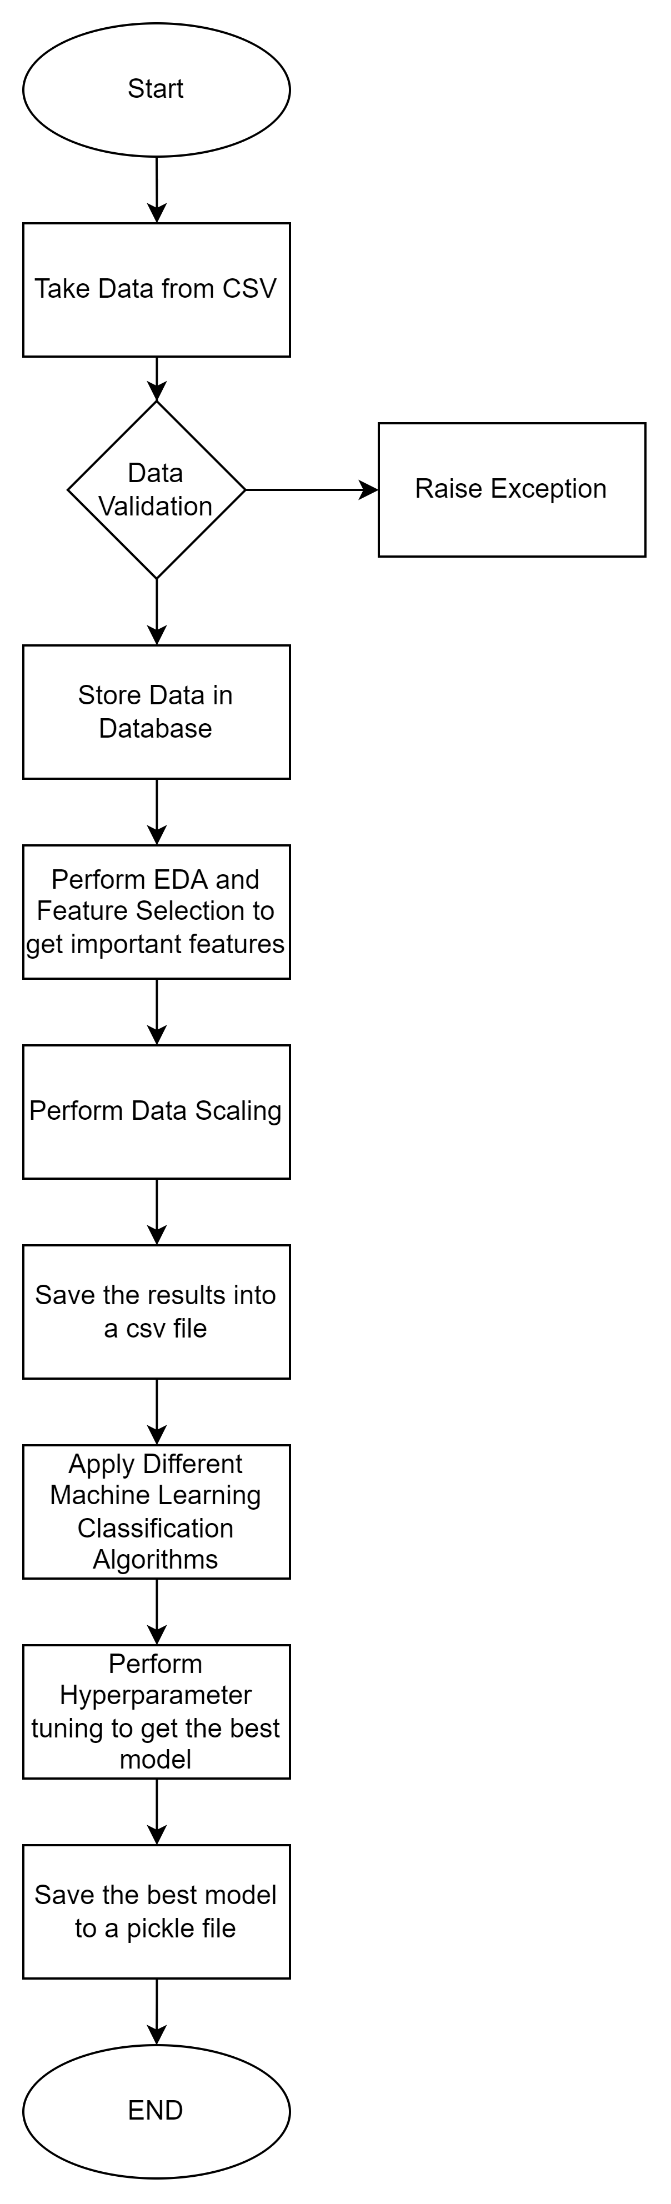 Start
Take Data from CSV
Data
Validation
Raise Exception
Store Data in
Database
Perform EDA and
Feature Selection to
get important features
Perform Data Scaling
Save the results into
a csv file
Apply Different
Machine Learning
Classification
Algorithms
Perform
Hyperparameter
tuning to get the best
model
Save the best model
to a pickle file
END